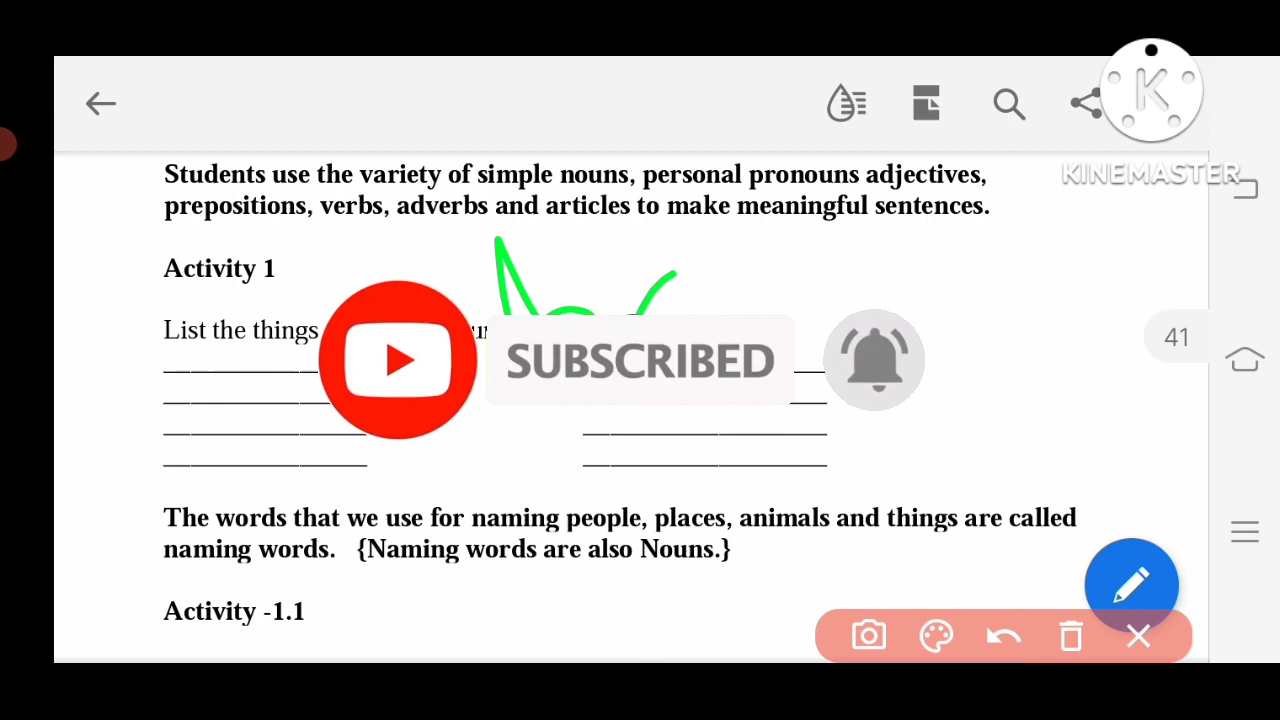 KINEMASTER
Students use the variety of simple nouns, personal pronouns adjectives,
prepositions, verbs, adverbs and articles to make meaningful sentences.
Activity 1
List the things
SUBSCRIBED
41
The words that we use for naming people, places, animals and things are called
naming words. {Naming words are also Nouns.}
Activity -1.1